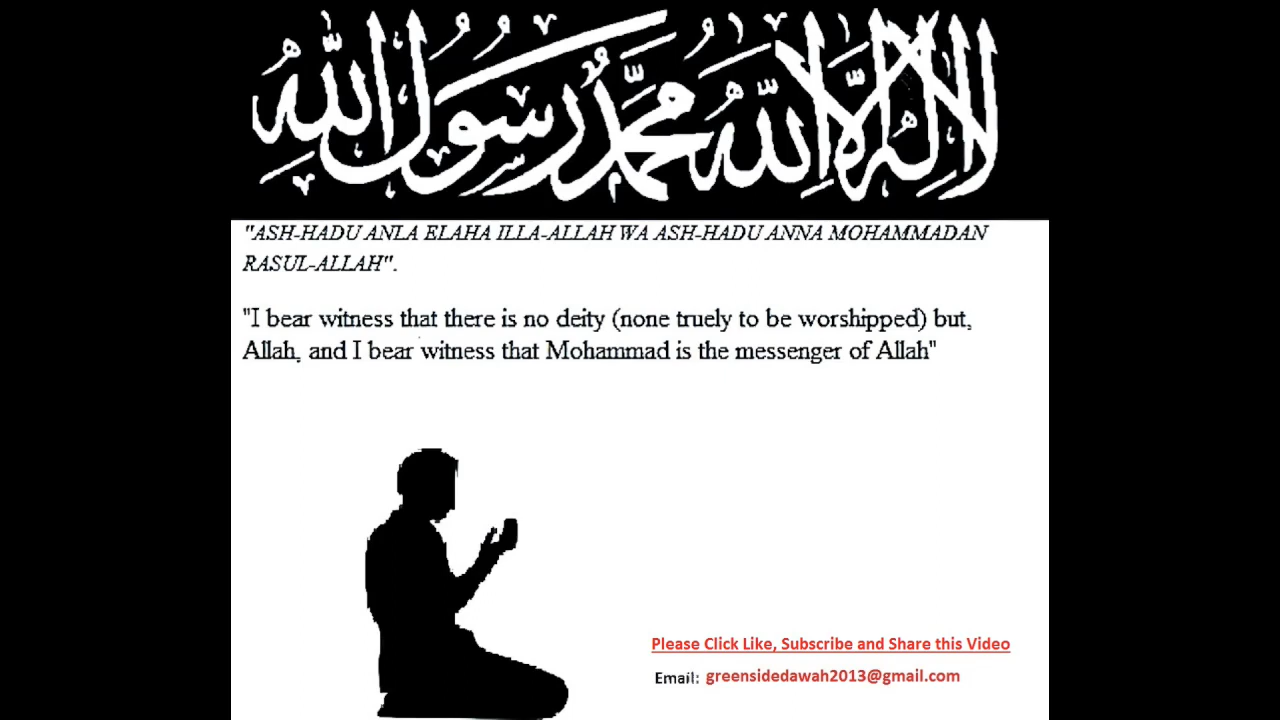 لا إله إلا الله محمد رسول الله
"ASH-HADU ANLA ELAHA ILLA-ALLAH WA ASH-HADU ANNA MOHAMMADAN
RASUL-ALLAH".
"I bear witness that there is no deity (none truely to be worshipped) but,
Allah, and I bear witness that Mohammad is the messenger of Allah"
Please Click Like, Subscribe and Share this Video
Email: greensidedawah2013@gmail.com